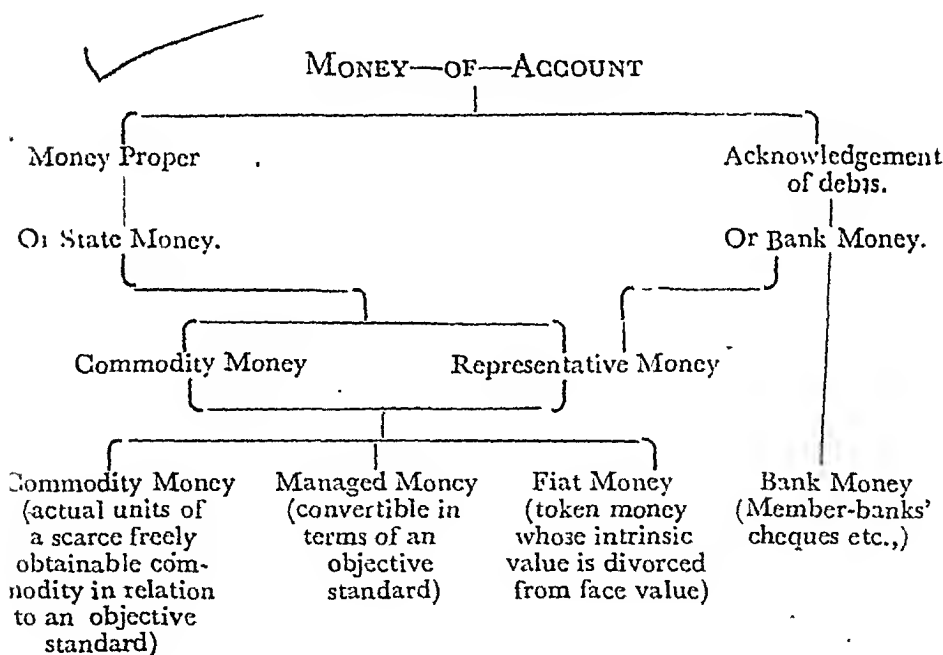 MONEY—OF—ACCOUNT
Money Proper
Acknowledgement
of debts.
Or State Money.
Or Bank Money.
Commodity Money
Representative Money
Commodity Money
(actual units of
a scarce freely
obtainable com-
modity in relation
to an objective
standard)
Managed Money
(convertible in
terms of an
objective
standard)
Fiat Money
(token money
whose intrinsic
value is divorced
from face value)
Bank Money
(Member-banks'
cheques etc.,)